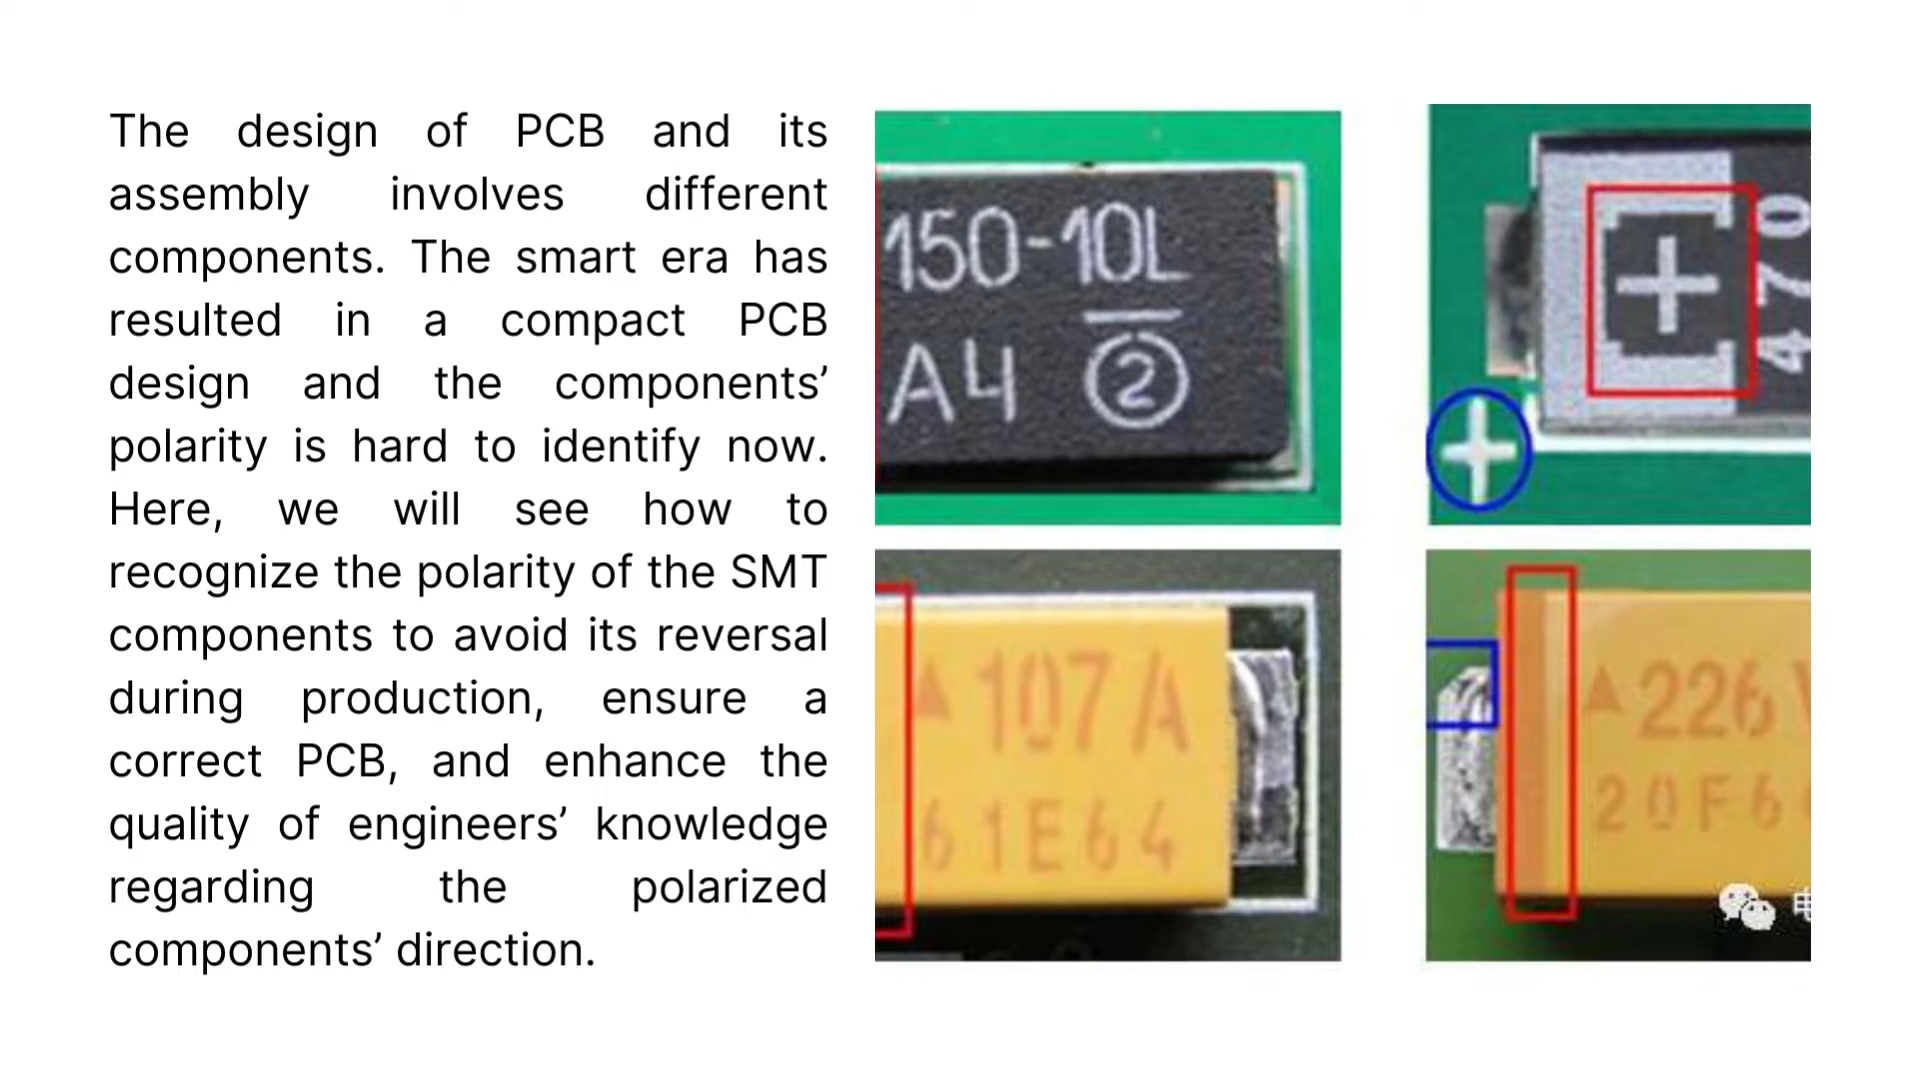 The design of PCB and its
assembly involves different
components. The smart era has
resulted in a compact PCB
design and the components’
polarity is hard to identify now.
Here, we will see how to
recognize the polarity of the SMT
components to avoid its reversal
during production, ensure a
correct PCB, and enhance the
quality of engineers’ knowledge
regarding the polarized
components’ direction.
150-10L
A4 ②
+
470
+
107A
61E64
226V
20F6